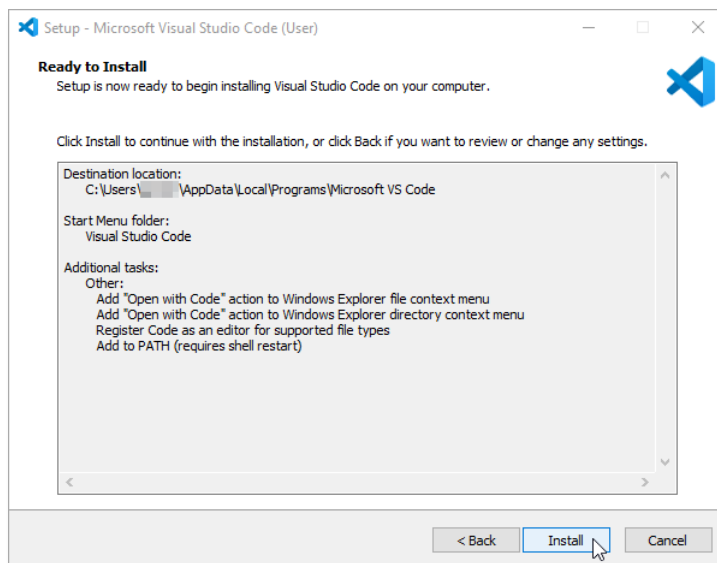 Setup - Microsoft Visual Studio Code (User)
Ready to Install
Setup is now ready to begin installing Visual Studio Code on your computer.
Click Install to continue with the installation, or click Back if you want to review or change any settings.
Destination location:
C:\Users\ \AppData\Local\Programs\Microsoft VS Code
Start Menu folder:
Visual Studio Code
Additional tasks:
Other:
Add "Open with Code" action to Windows Explorer file context menu
Add "Open with Code" action to Windows Explorer directory context menu
Register Code as an editor for supported file types
Add to PATH (requires shell restart)
< Back
Install
Cancel